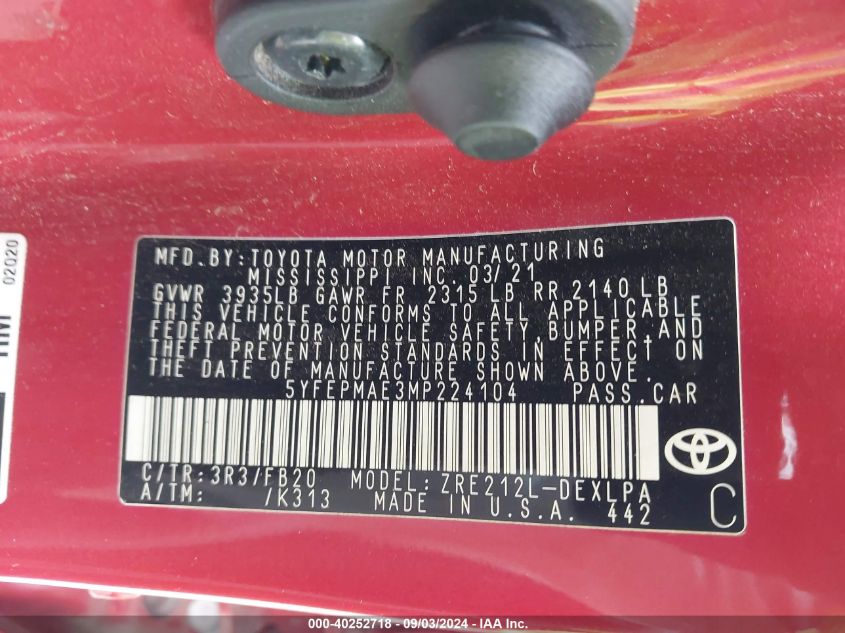 02020
MFD.BY:TOYOTA MOTOR MANUFACTURING
MISSISSIPPI INC. 03/21
GVWR 3935LB GAWR FR 2315 LB RR 2140 LB
THIS VEHICLE CONFORMS TO ALL APPLICABLE
FEDERAL MOTOR VEHICLE SAFETY,BUMPER,AND
THEFT PREVENTION STANDARDS IN EFFECT ON
THE DATE OF MANUFACTURE SHOWN ABOVE.
5YFEPMAE3MP224104 PASS.CAR
C/TR:3R3/FB20 MODEL:ZRE212L-DEXLPA
A/TM: /K313 MADE IN U.S.A. 442
C
000-40252718 - 09/03/2024 - IAA Inc.